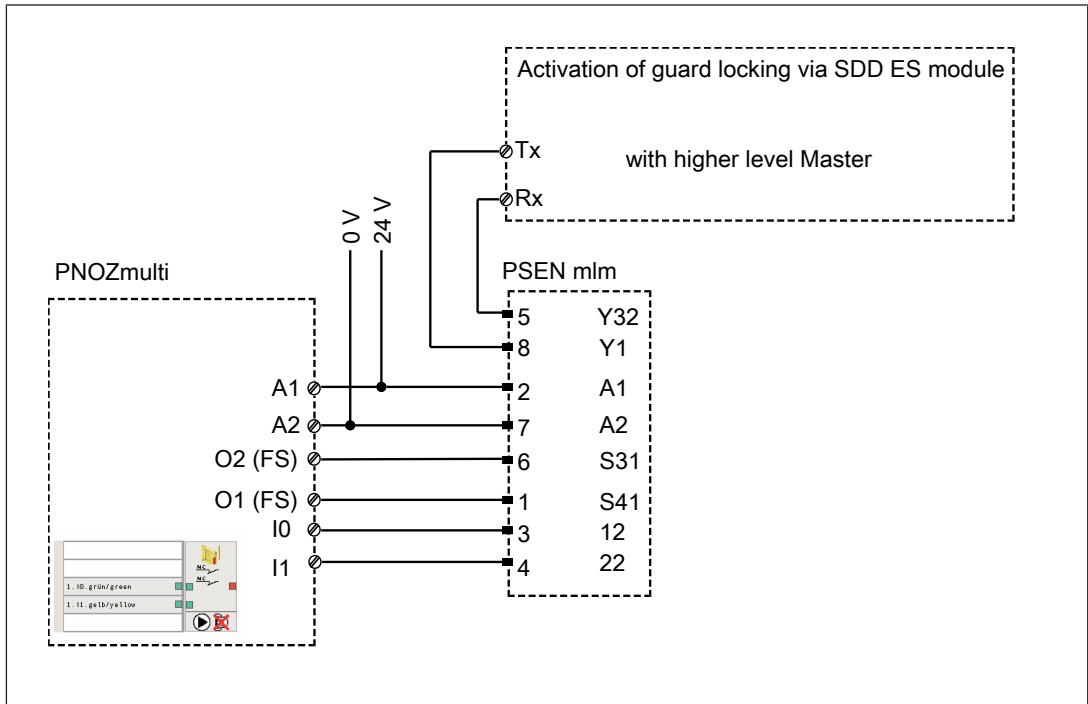 Activation of guard locking via SDD ES module
Tx
with higher level Master
Rx
0 V
24 V
PNOZmulti
PSEN mlm
5 Y32
8 Y1
A1
2 A1
A2
7 A2
O2 (FS)
6 S31
O1 (FS)
1 S41
I0
3 12
I1
4 22
NC
NC
1.i0.grün/green
1.i1.gelb/yellow